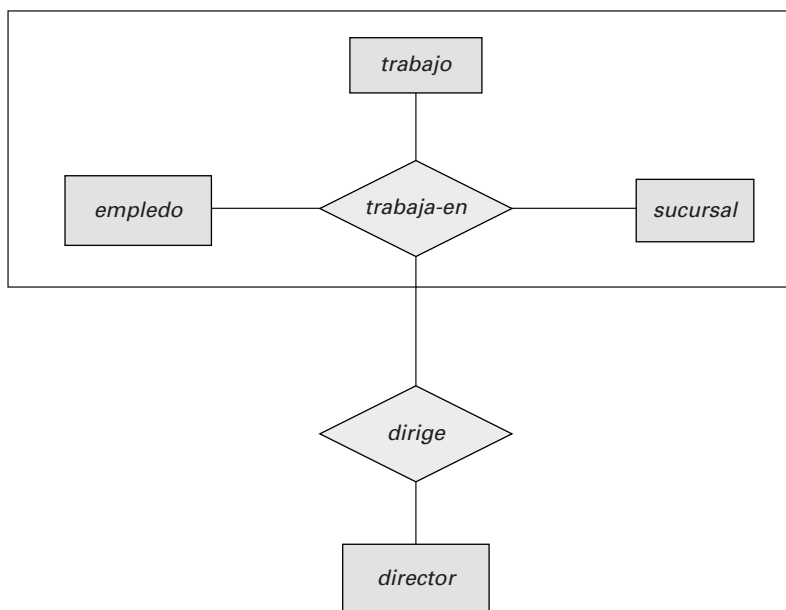 trabajo
empledo
trabaja-en
sucursal
dirige
director